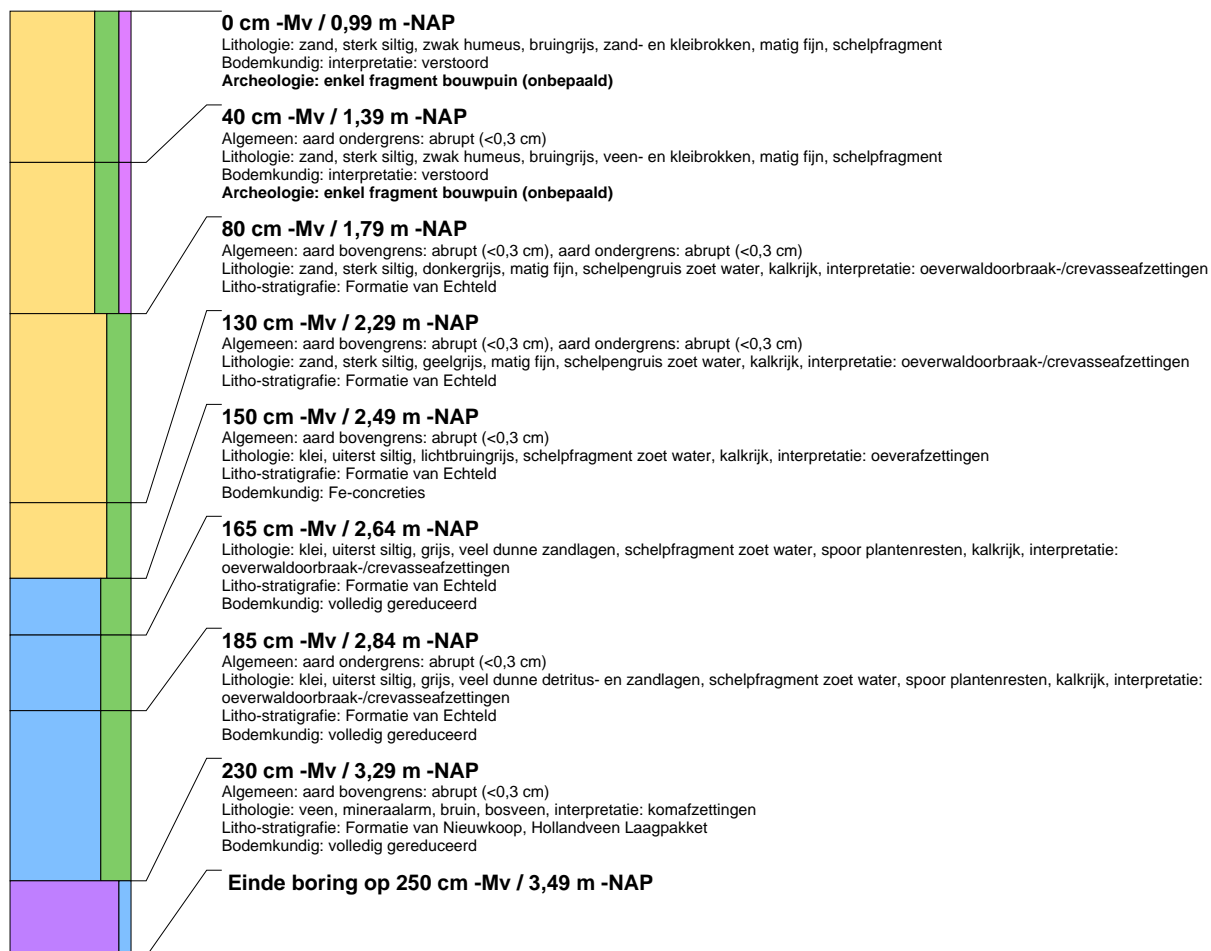 0 cm -Mv / 0,99 m -NAP
Lithologie: zand, sterk siltig, zwak humeus, bruingrijs, zand- en kleibrokken, matig fijn, schelpfragment
Bodemkundig: interpretatie: verstoord
Archeologie: enkel fragment bouwpuin (onbepaald)
40 cm -Mv / 1,39 m -NAP
Algemeen: aard ondergrens: abrupt (<0,3 cm)
Lithologie: zand, sterk siltig, zwak humeus, bruingrijs, veen- en kleibrokken, matig fijn, schelpfragment
Bodemkundig: interpretatie: verstoord
Archeologie: enkel fragment bouwpuin (onbepaald)
80 cm -Mv / 1,79 m -NAP
Algemeen: aard bovengrens: abrupt (<0,3 cm), aard ondergrens: abrupt (<0,3 cm)
Lithologie: zand, sterk siltig, donkergrijs, matig fijn, schelpengruis zoet water, kalkrijk, interpretatie: oeverwaldoorbraak-/crevasseafzettingen
Litho-stratigrafie: Formatie van Echteld
130 cm -Mv / 2,29 m -NAP
Algemeen: aard bovengrens: abrupt (<0,3 cm), aard ondergrens: abrupt (<0,3 cm)
Lithologie: zand, sterk siltig, geelgrijs, matig fijn, schelpengruis zoet water, kalkrijk, interpretatie: oeverwaldoorbraak-/crevasseafzettingen
Litho-stratigrafie: Formatie van Echteld
150 cm -Mv / 2,49 m -NAP
Algemeen: aard bovengrens: abrupt (<0,3 cm)
Lithologie: klei, uiterst siltig, lichtbruingrijs, schelpfragment zoet water, kalkrijk, interpretatie: oeverafzettingen
Litho-stratigrafie: Formatie van Echteld
Bodemkundig: Fe-concreties
165 cm -Mv / 2,64 m -NAP
Lithologie: klei, uiterst siltig, grijs, veel dunne zandlagen, schelpfragment zoet water, spoor plantenresten, kalkrijk, interpretatie:
oeverwaldoorbraak-/crevasseafzettingen
Litho-stratigrafie: Formatie van Echteld
Bodemkundig: volledig gereduceerd
185 cm -Mv / 2,84 m -NAP
Algemeen: aard ondergrens: abrupt (<0,3 cm)
Lithologie: klei, uiterst siltig, grijs, veel dunne detritus- en zandlagen, schelpfragment zoet water, spoor plantenresten, kalkrijk, interpretatie:
oeverwaldoorbraak-/crevasseafzettingen
Litho-stratigrafie: Formatie van Echteld
Bodemkundig: volledig gereduceerd
230 cm -Mv / 3,29 m -NAP
Algemeen: aard bovengrens: abrupt (<0,3 cm)
Lithologie: veen, mineraalarm, bruin, bosveen, interpretatie: komafzettingen
Litho-stratigrafie: Formatie van Nieuwkoop, Hollandveen Laagpakket
Bodemkundig: volledig gereduceerd
Einde boring op 250 cm -Mv / 3,49 m -NAP